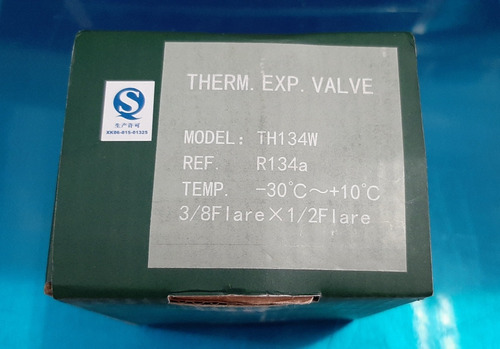 THERM. EXP. VALVE
生产许可
XK06-015-01325
MODEL: TH134W
REF. R134a
TEMP. -30℃～+10℃
3/8Flare×1/2Flare